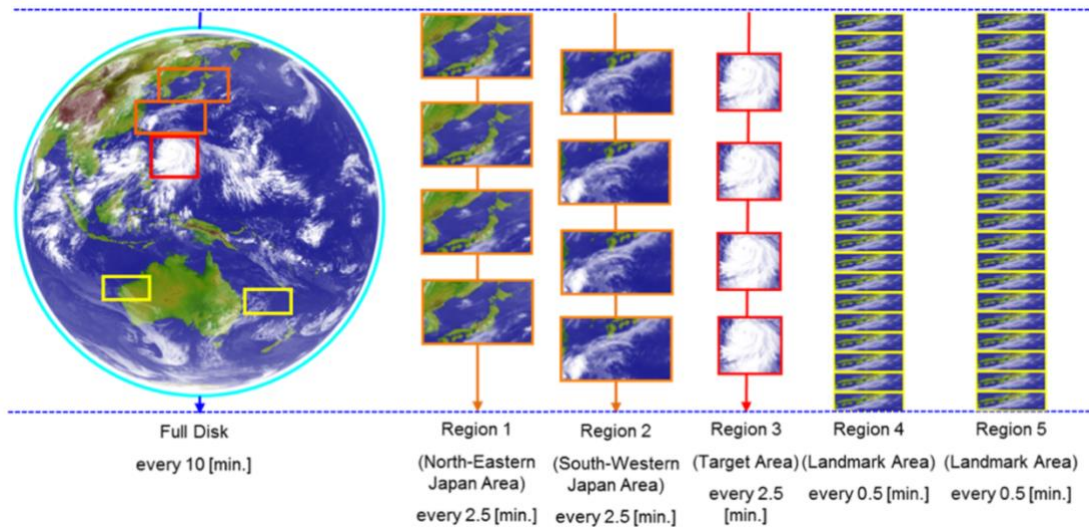 Full Disk
every 10 [min.]
Region 1
(North-Eastern
Japan Area)
every 2.5 [min.]
Region 2
(South-Western
Japan Area)
every 2.5 [min.]
Region 3
(Target Area)
every 2.5
[min.]
Region 4
(Landmark Area)
every 0.5 [min.]
Region 5
(Landmark Area)
every 0.5 [min.]